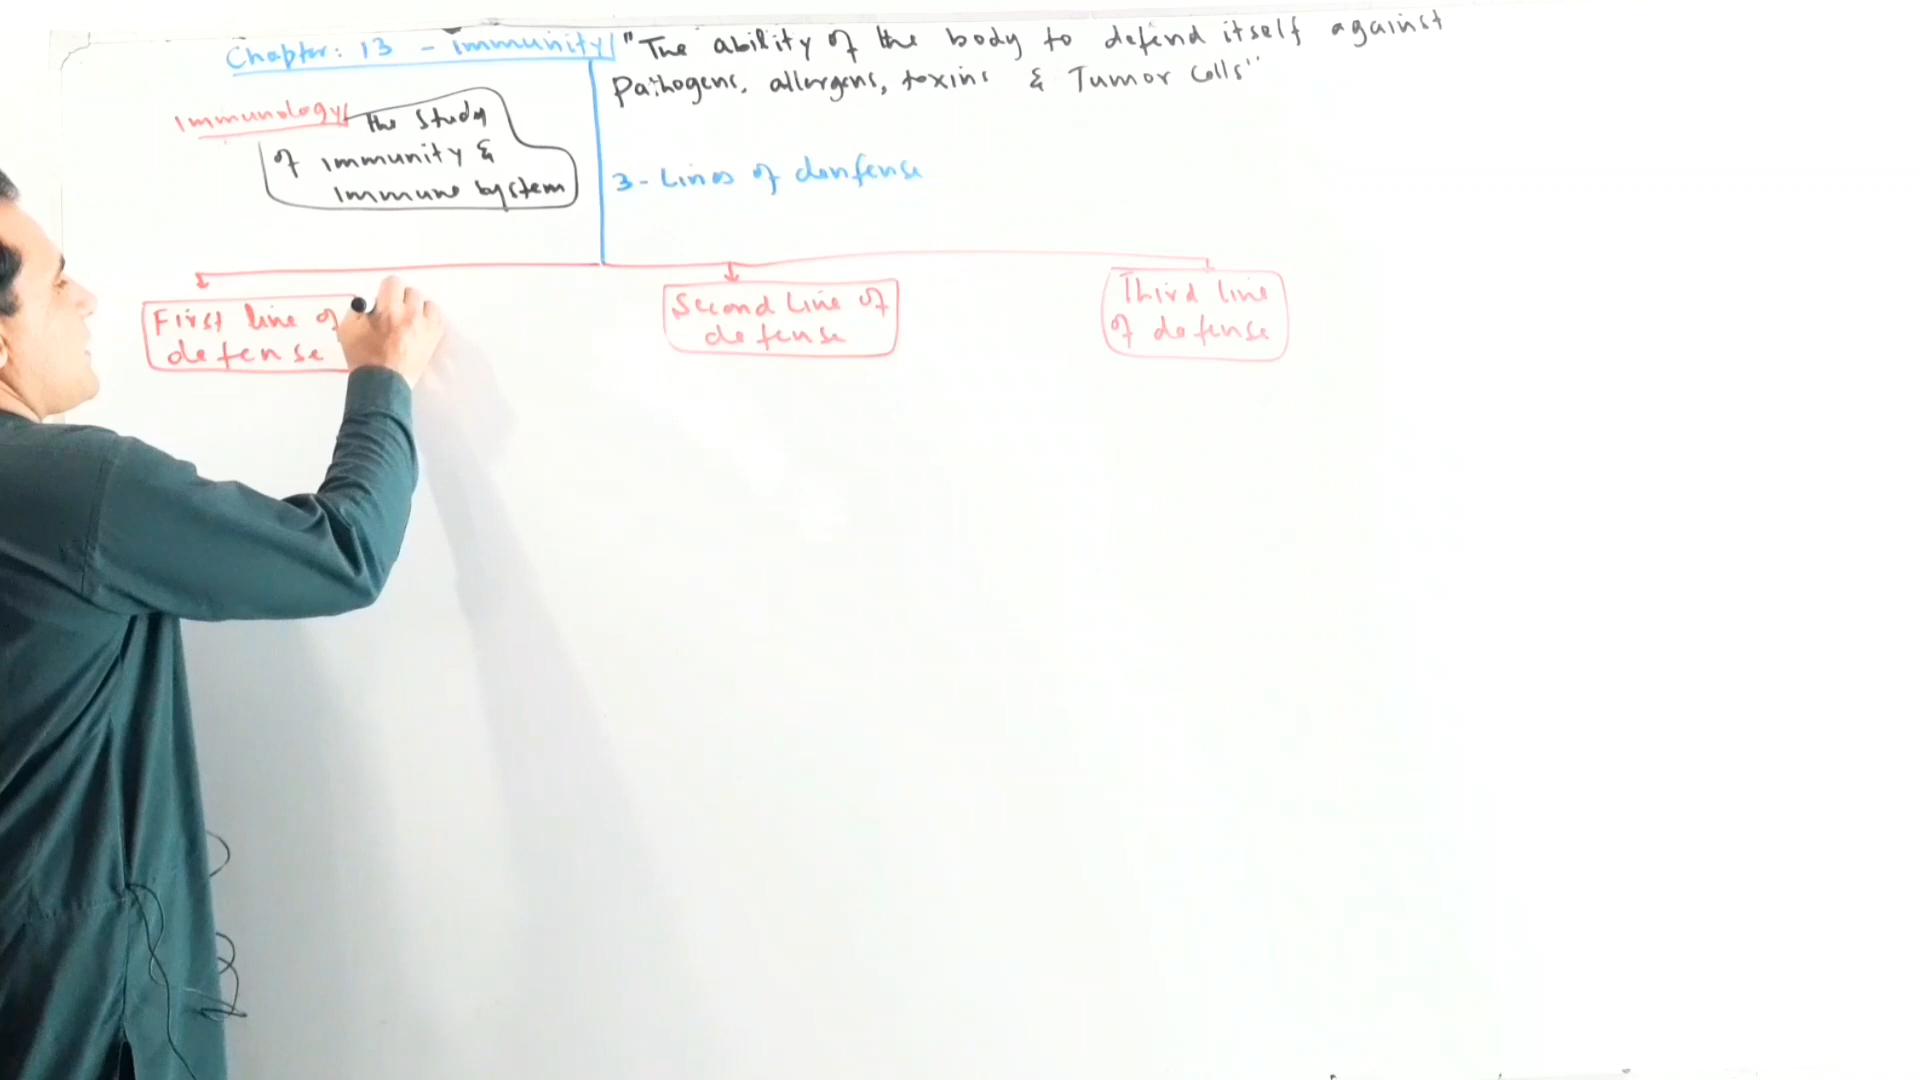 Chapter: 13 - immunity
"The ability of the body to defend itself against
Pathogens, allergens, toxins & Tumor Cells"
Immunology
the study
of immunity &
immune system
3- Lines of denfense
First line of
defense
Second Line of
defense
Third line
of defense